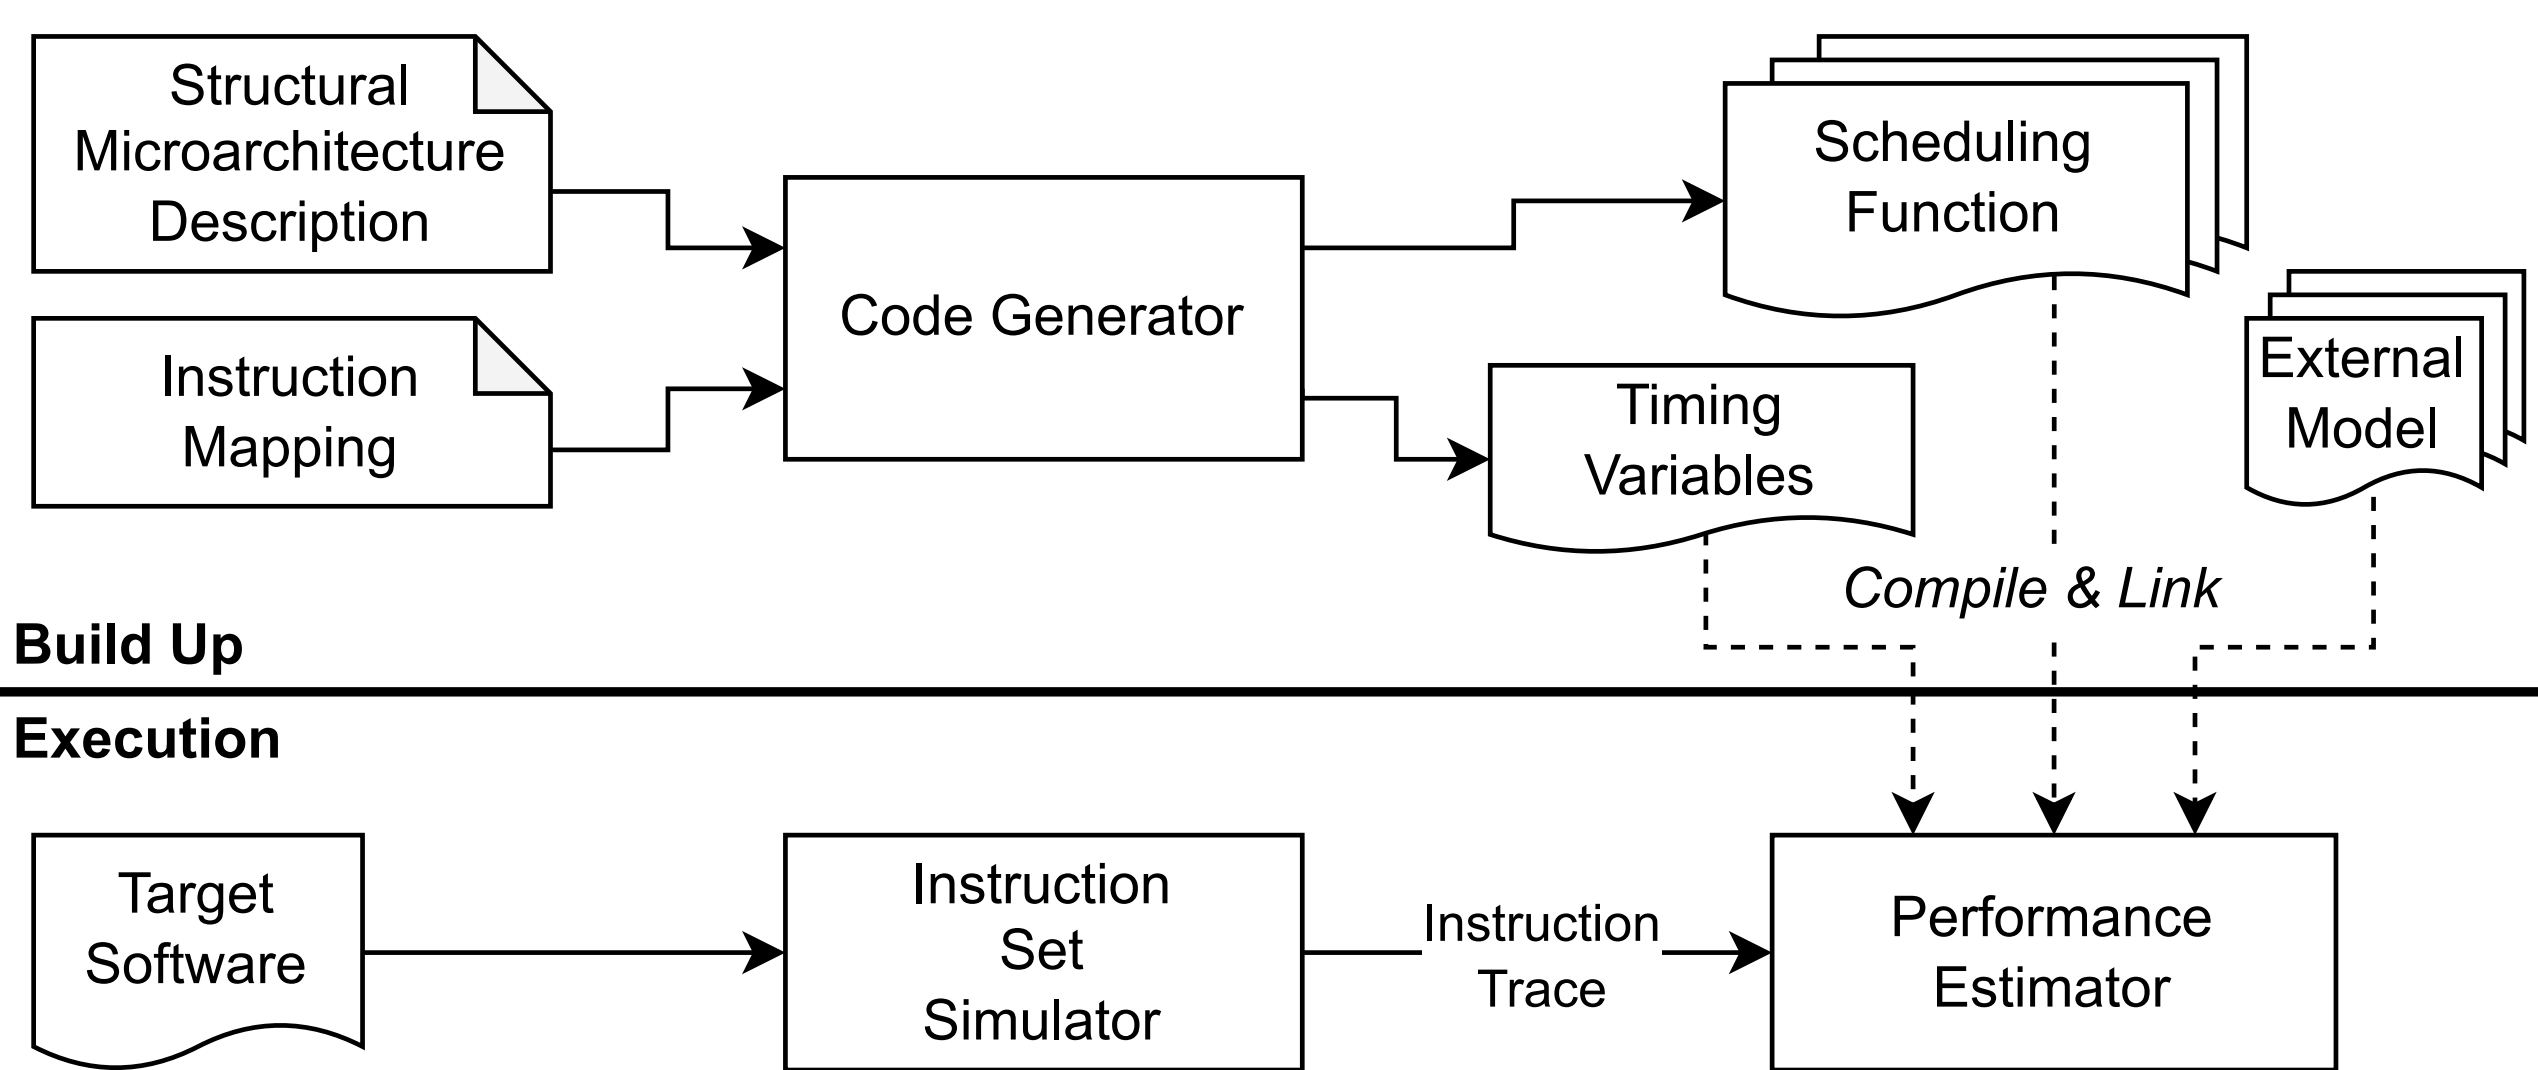 Structural
Microarchitecture
Description
Instruction
Mapping
Code Generator
Scheduling
Function
Timing
Variables
External
Model
Compile & Link
Build Up
Execution
Target
Software
Instruction
Set
Simulator
Instruction
Trace
Performance
Estimator